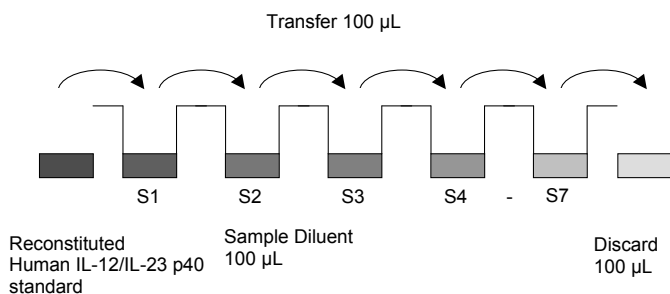 Transfer 100 µL
S1 S2 S3 S4 - S7
Reconstituted
Human IL-12/IL-23 p40
standard
Sample Diluent
100 µL
Discard
100 µL